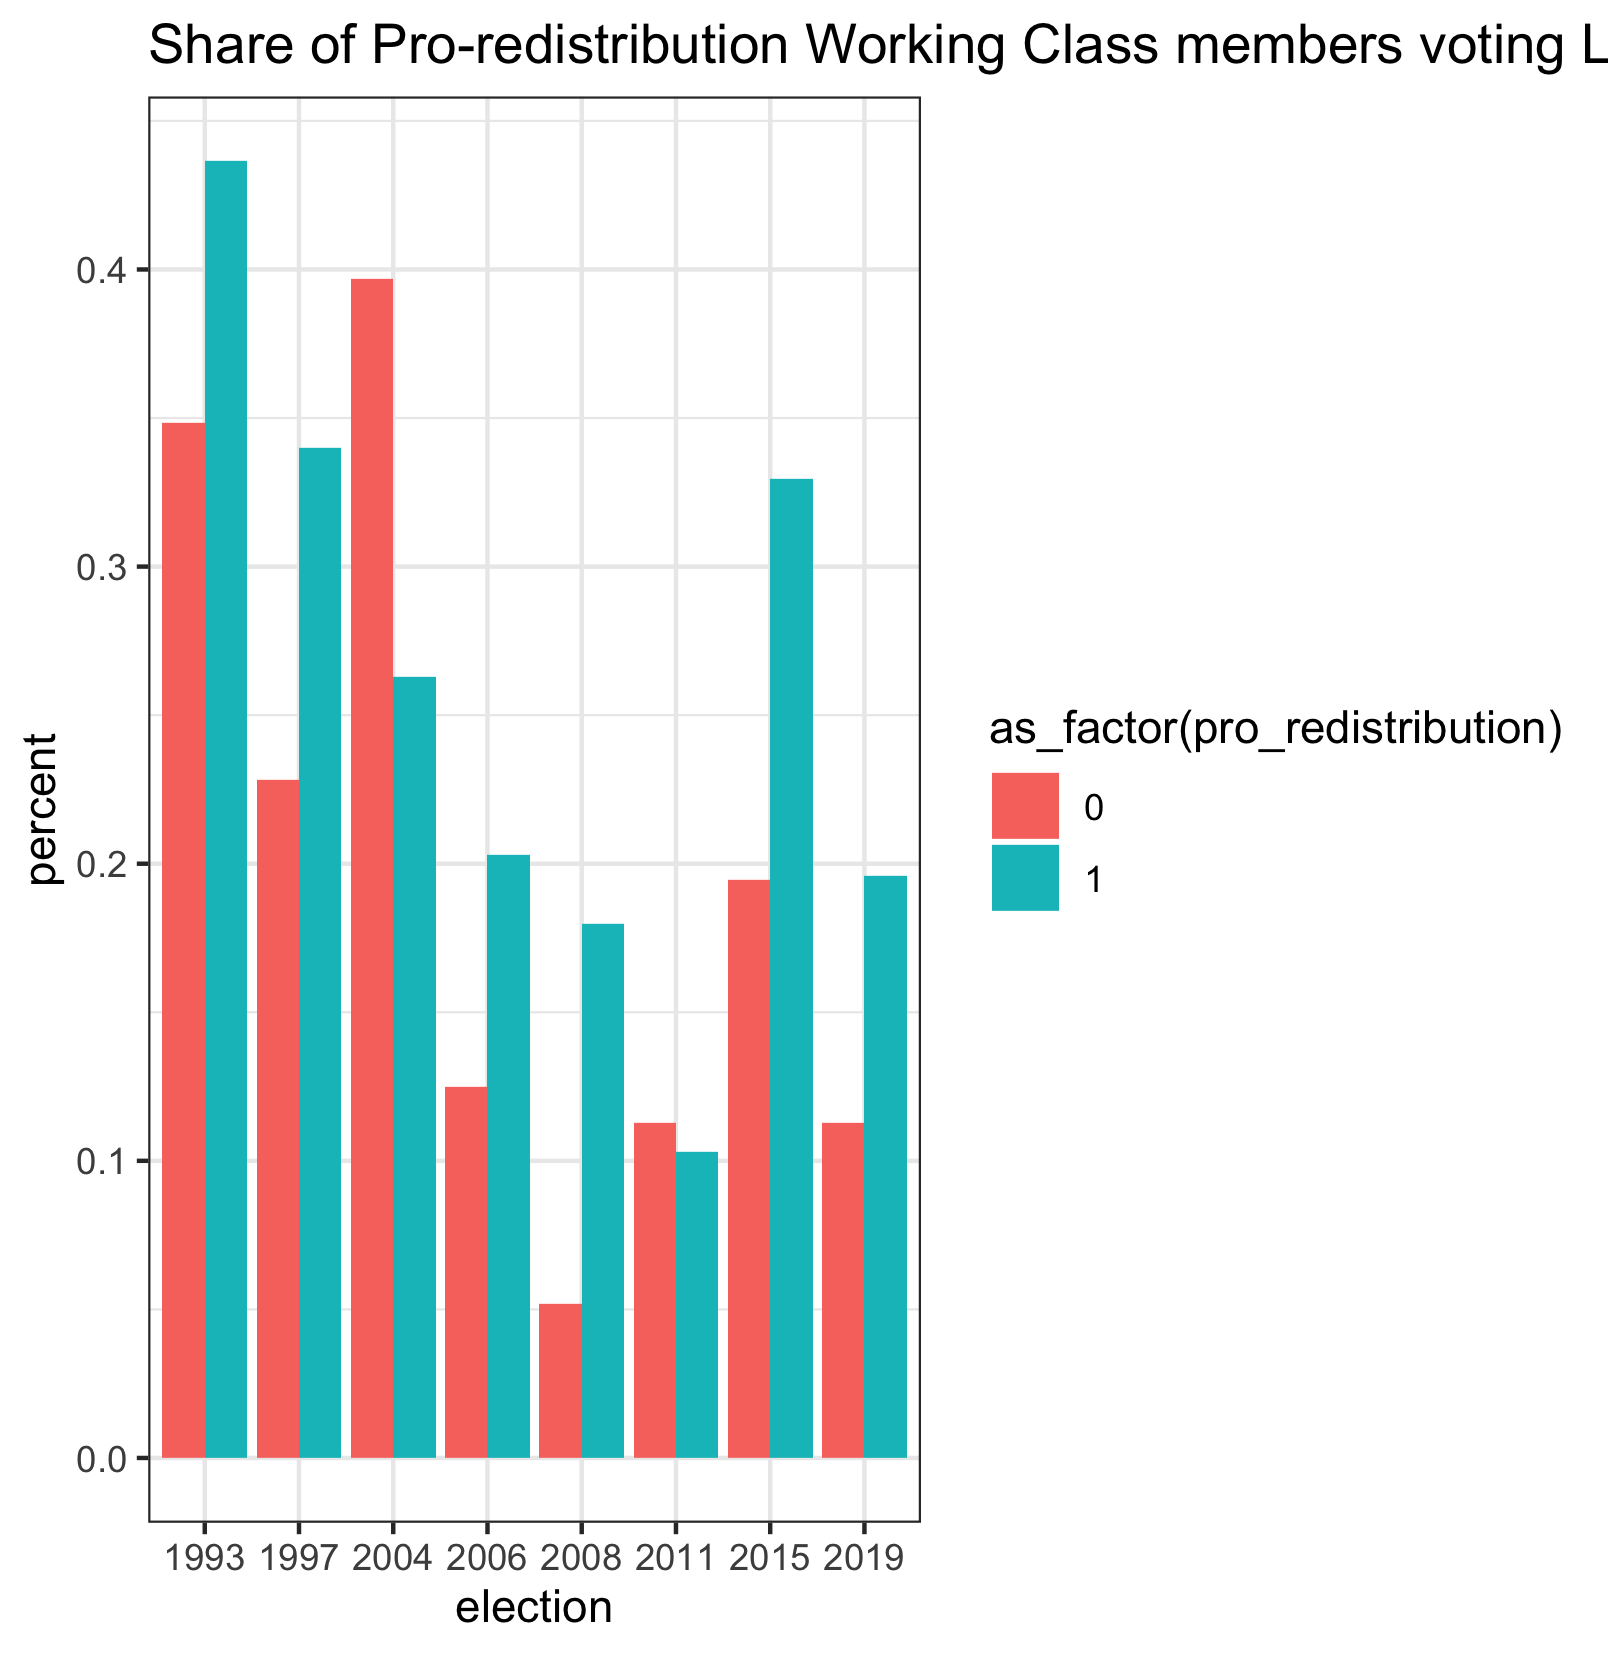 Share of Pro-redistribution Working Class members voting L
percent
0.4
0.3
0.2
0.1
0.0
1993 1997 2004 2006 2008 2011 2015 2019
election
as_factor(pro_redistribution)
0
1